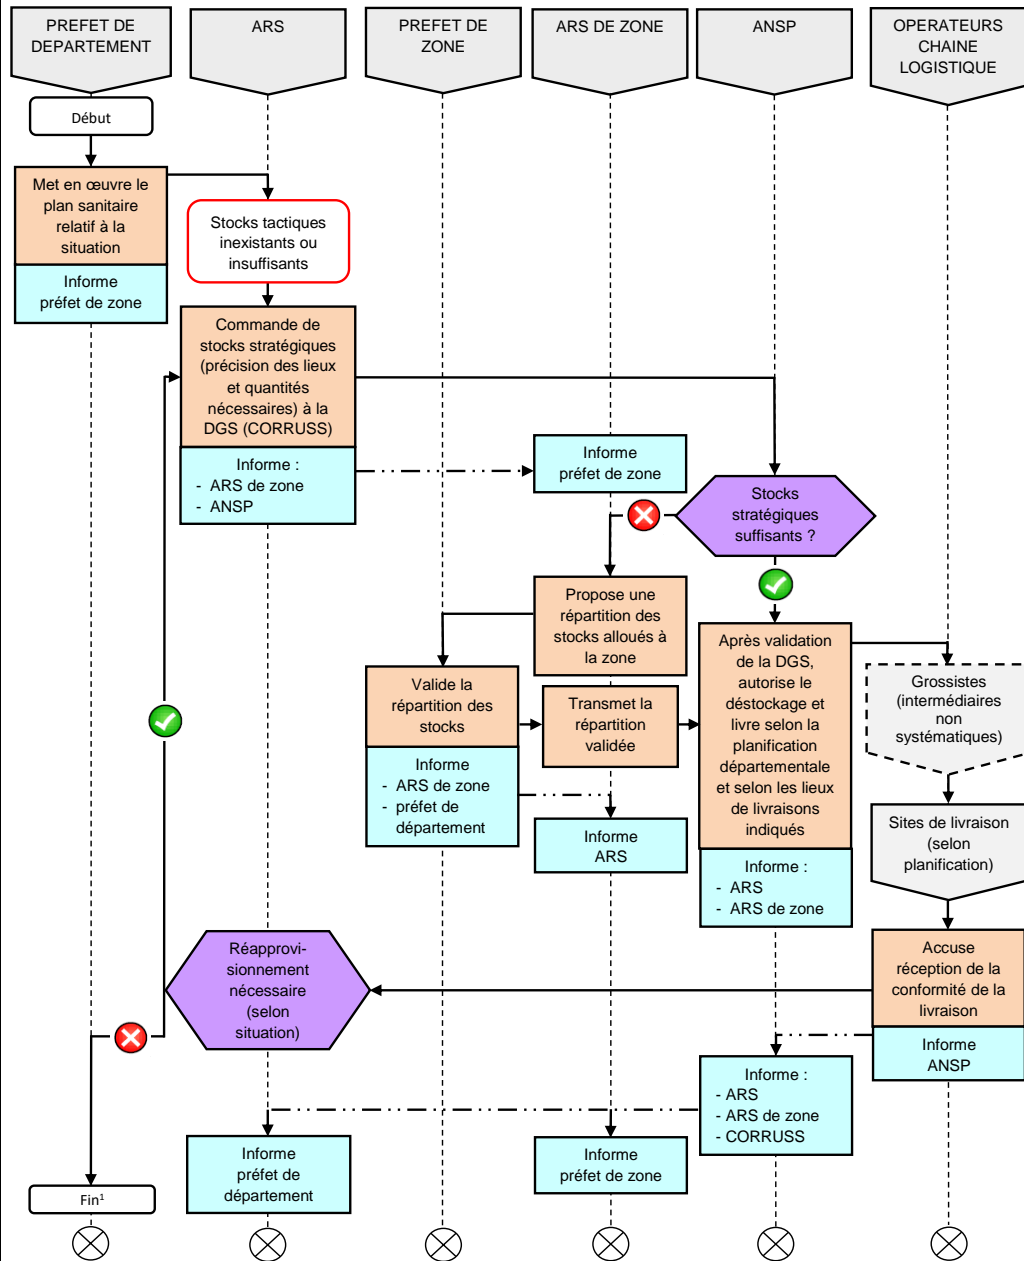 PREFET DE
DEPARTEMENT
ARS
PREFET DE
ZONE
ARS DE ZONE
ANSP
OPERATEURS
CHAINE
LOGISTIQUE
Début
Met en œuvre le
plan sanitaire
relatif à la
situation
Informe
préfet de zone
Stocks tactiques
inexistants ou
insuffisants
Commande de
stocks stratégiques
(précision des lieux
et quantités
nécessaires) à la
DGS (CORRUSS)
Informe :
- ARS de zone
- ANSP
Informe
préfet de zone
Stocks
stratégiques
suffisants ?
Propose une
répartition des
stocks alloués à
la zone
Valide la
répartition des
stocks
Informe
- ARS de zone
- préfet de
département
Transmet la
répartition
validée
Informe
ARS
Après validation
de la DGS,
autorise le
déstockage et
livre selon la
planification
départementale
et selon les lieux
de livraisons
indiqués
Informe :
- ARS
- ARS de zone
Grossistes
(intermédiaires
non
systématiques)
Sites de livraison
(selon
planification)
Accuse
réception de la
conformité de la
livraison
Informe
ANSP
Réapprovi-
sionnement
nécessaire
(selon
situation)
Informe :
- ARS
- ARS de zone
- CORRUSS
Informe
préfet de
département
Informe
préfet de zone
Fin¹